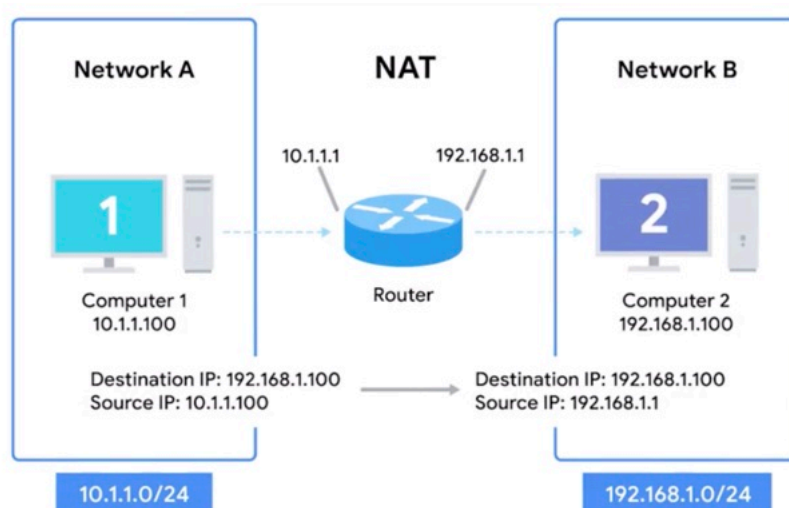 Network A
NAT
Network B
10.1.1.1
192.168.1.1
1
2
Computer 1
10.1.1.100
Router
Computer 2
192.168.1.100
Destination IP: 192.168.1.100
Source IP: 10.1.1.100
Destination IP: 192.168.1.100
Source IP: 192.168.1.1
10.1.1.0/24
192.168.1.0/24